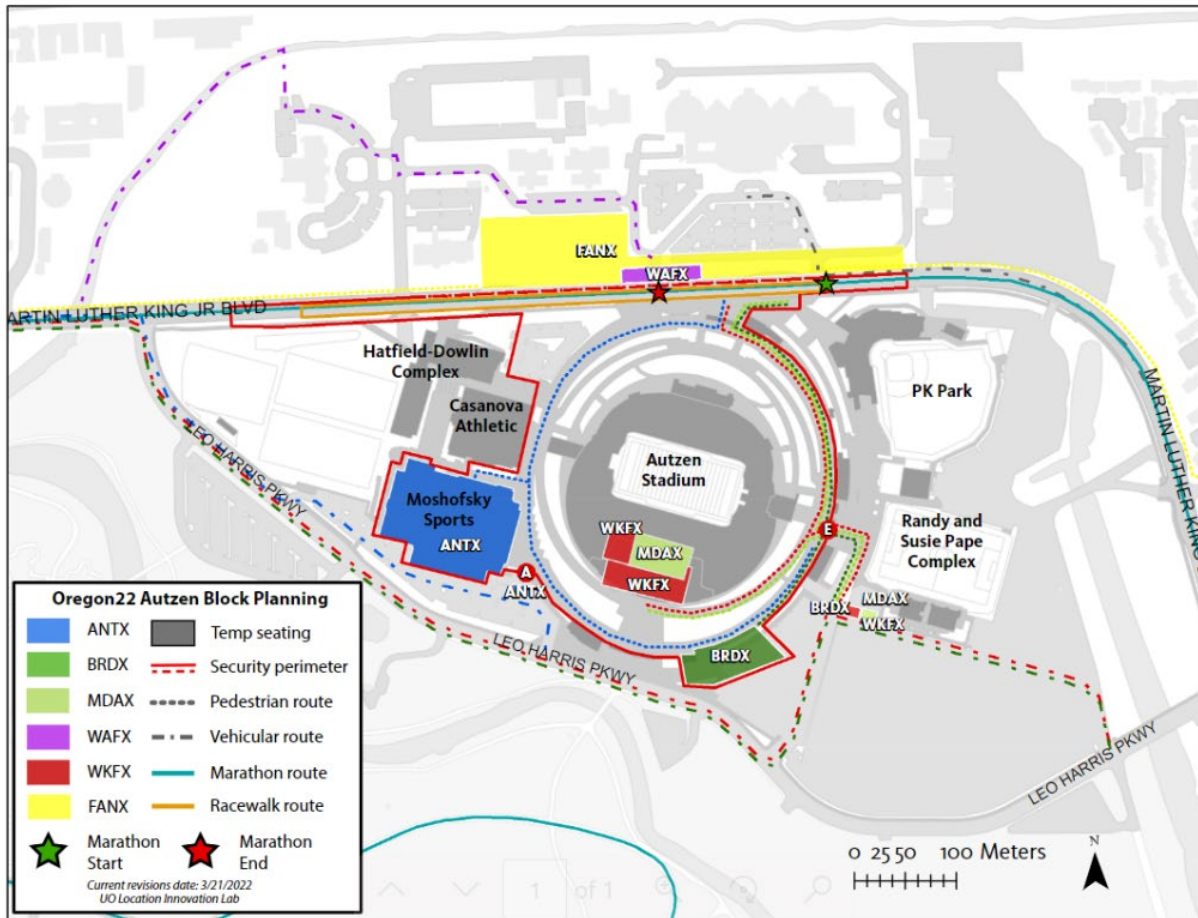 FANX
WAFX
MARTIN LUTHER KING JR BLVD
Hatfield-Dowlin
Complex
Casanova
Athletic
PK Park
MARTIN LUTHER KING
LEO HARRIS PKWY
Autzen
Stadium
Moshofsky
Sports
ANTX
WKFX
MDAX
WKFX
E
Randy and
Susie Pape
Complex
A
ANTX
BRDX
MDAX
WKFX
LEO HARRIS PKWY
BRDX
LEO HARRIS PKWY
Oregon22 Autzen Block Planning
ANTX
Temp seating
BRDX
Security perimeter
MDAX
Pedestrian route
WAFX
Vehicular route
WKFX
Marathon route
FANX
Racewalk route
Marathon
Start
Marathon
End
Current revisions date: 3/21/2022
UO Location Innovation Lab
N
0 25 50 100 Meters
1 of 1